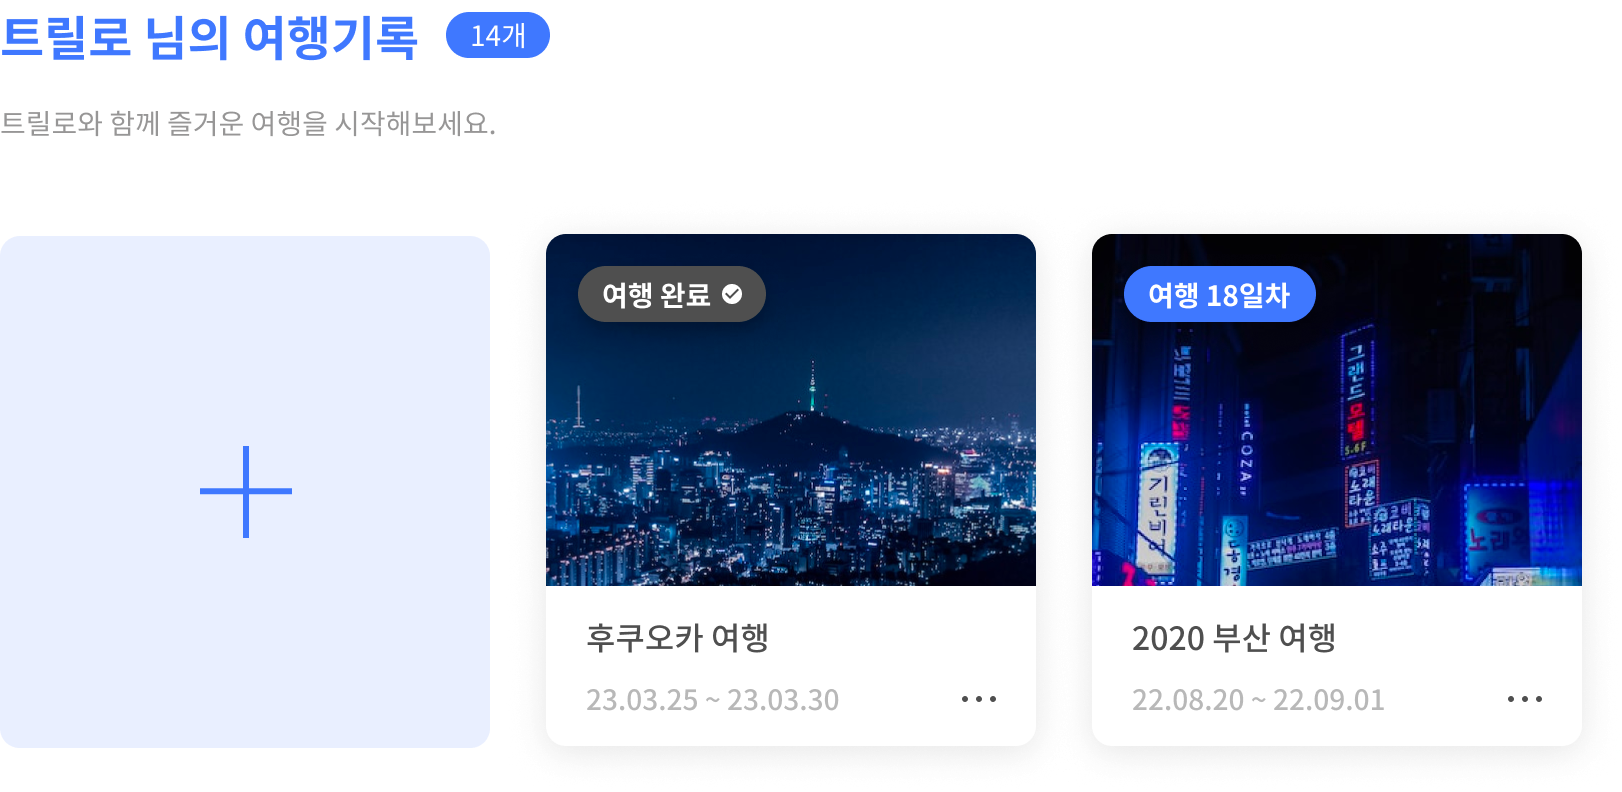 트릴로 님의 여행기록 14개
트릴로와 함께 즐거운 여행을 시작해보세요.
여행 완료
후쿠오카 여행
23.03.25 ~ 23.03.30
여행 18일차
그랜드
모텔
5.6F
COZA
기린비어
노래타운
2020 부산 여행
22.08.20 ~ 22.09.01